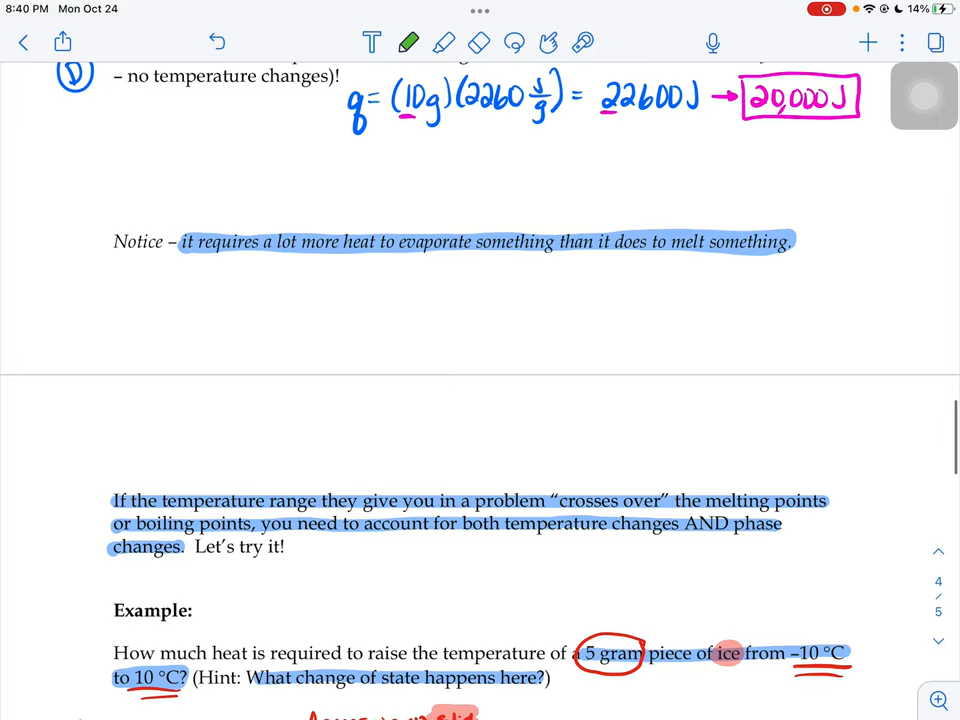 8:40 PM Mon Oct 24
14%
D
– no temperature changes)!
q = (10g)(2260 J/g) = 22600J → 20,000J
Notice – it requires a lot more heat to evaporate something than it does to melt something.
If the temperature range they give you in a problem “crosses over” the melting points
or boiling points, you need to account for both temperature changes AND phase
changes. Let’s try it!
4
/
5
Example:
How much heat is required to raise the temperature of a 5 gram piece of ice from –10 °C
to 10 °C? (Hint: What change of state happens here?)